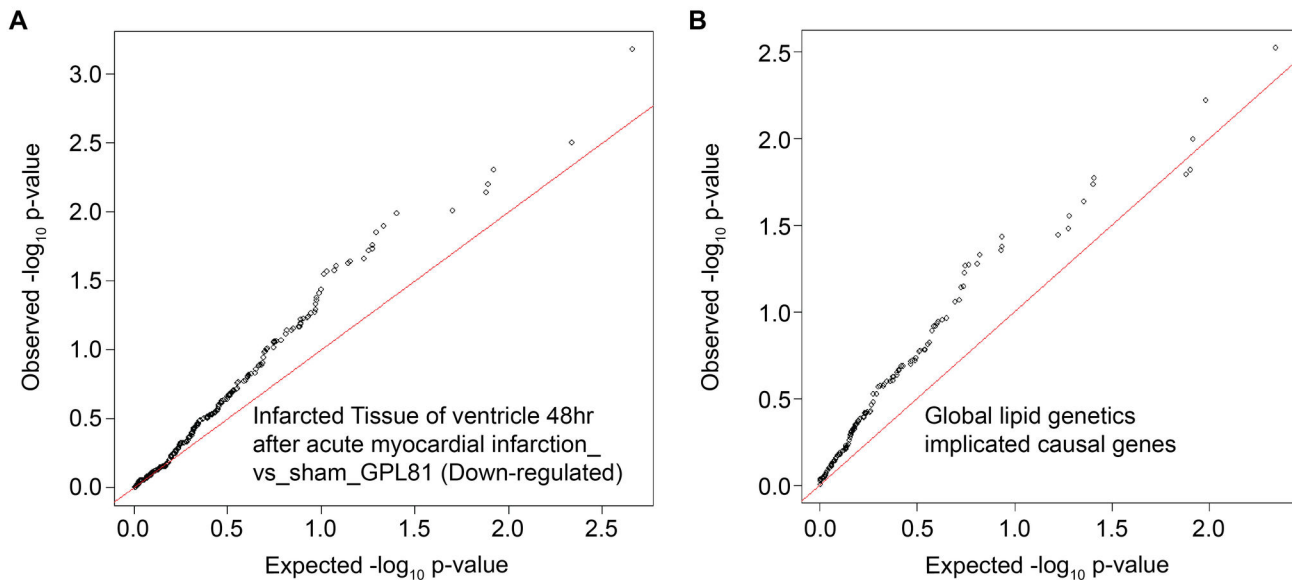 A
Observed -log10 p-value
3.0
2.5
2.0
1.5
1.0
0.5
0.0
Infarcted Tissue of ventricle 48hr
after acute myocardial infarction_
vs_sham_GPL81 (Down-regulated)
0.0 0.5 1.0 1.5 2.0 2.5
Expected -log10 p-value
B
Observed -log10 p-value
2.5
2.0
1.5
1.0
0.5
0.0
Global lipid genetics
implicated causal genes
0.0 0.5 1.0 1.5 2.0
Expected -log10 p-value